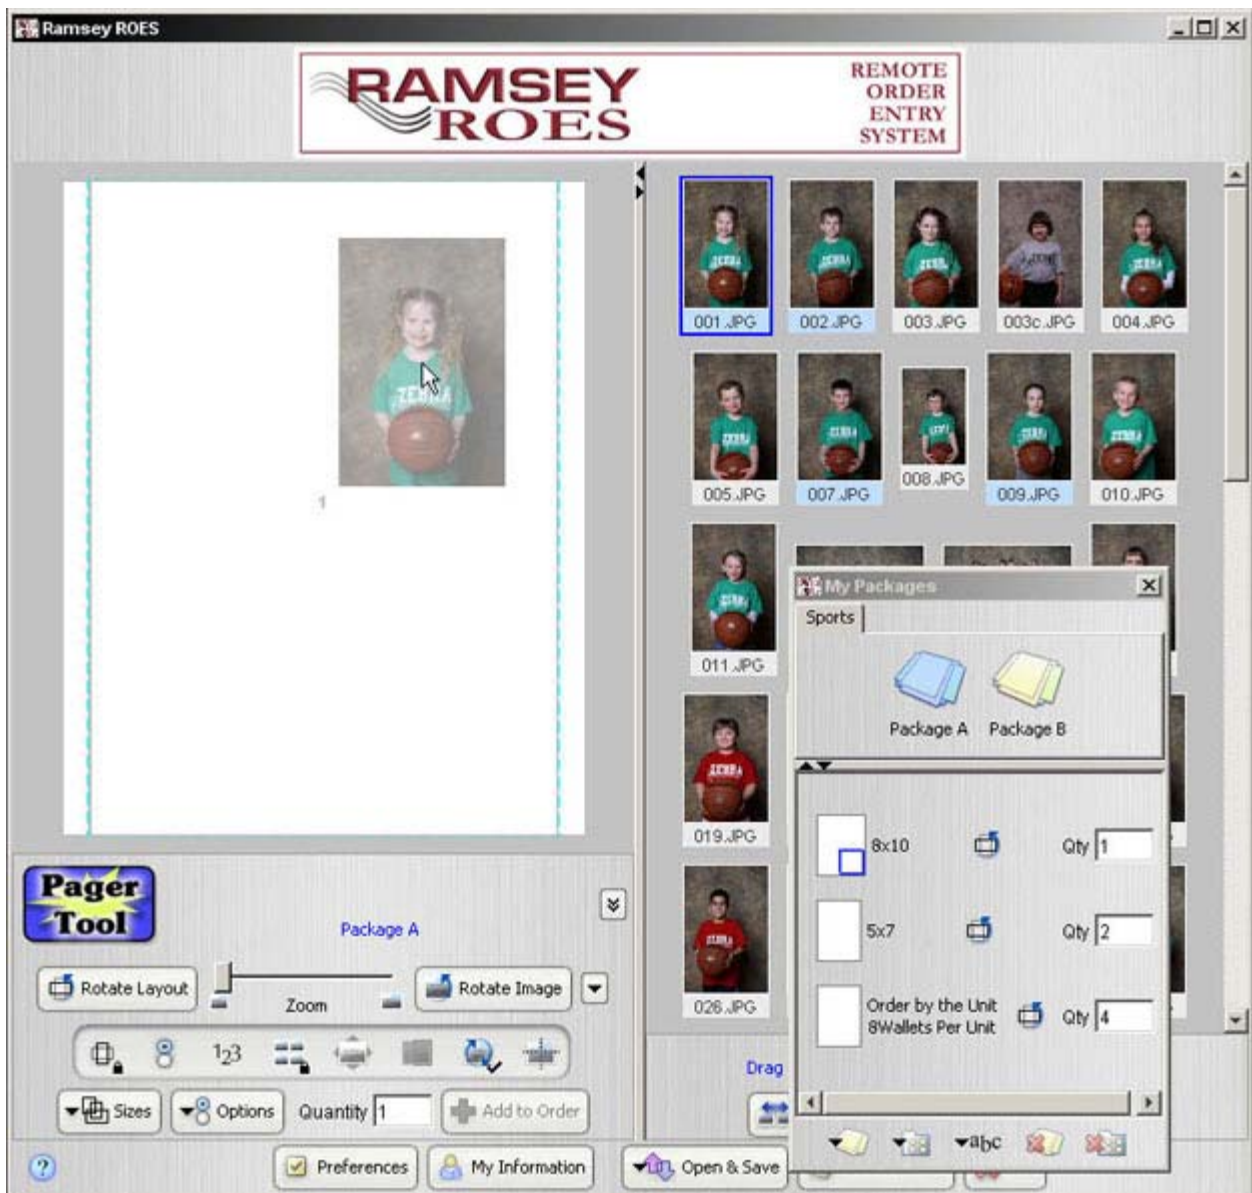 Ramsey ROES
RAMSEY
ROES
REMOTE
ORDER
ENTRY
SYSTEM
1
ZEBRA
001.JPG
002.JPG
003.JPG
003c.JPG
004.JPG
005.JPG
007.JPG
008.JPG
009.JPG
010.JPG
011.JPG
019.JPG
026.JPG
Drag
My Packages
Sports
Package A
Package B
8x10
Qty 1
5x7
Qty 2
Order by the Unit
8Wallets Per Unit
Qty 4
abc
Pager
Tool
Package A
Rotate Layout
Zoom
Rotate Image
123
Sizes
Options
Quantity 1
Add to Order
?
Preferences
My Information
Open & Save